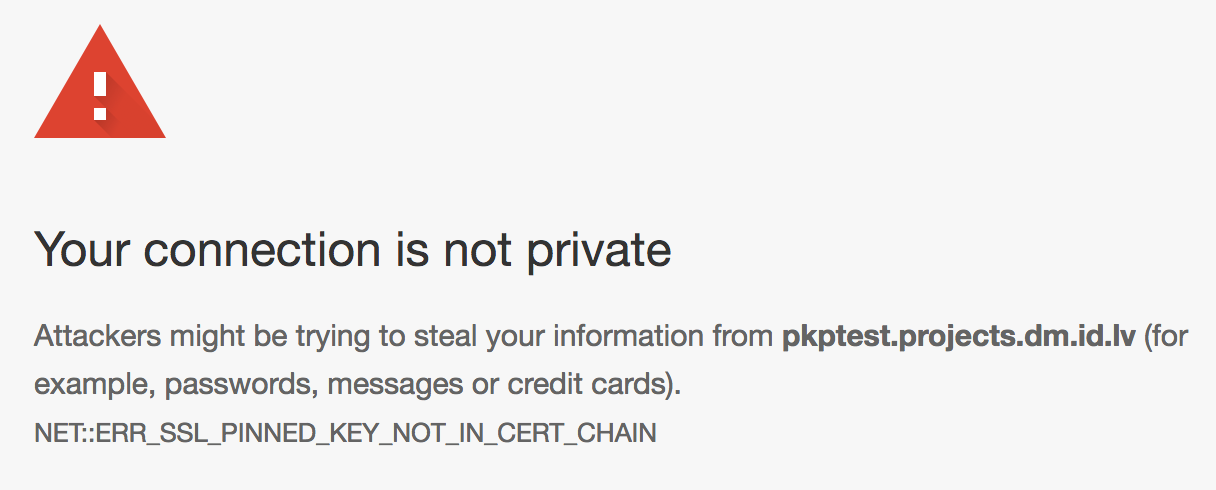 Your connection is not private
Attackers might be trying to steal your information from pkptest.projects.dm.id.lv (for
example, passwords, messages or credit cards).
NET::ERR_SSL_PINNED_KEY_NOT_IN_CERT_CHAIN